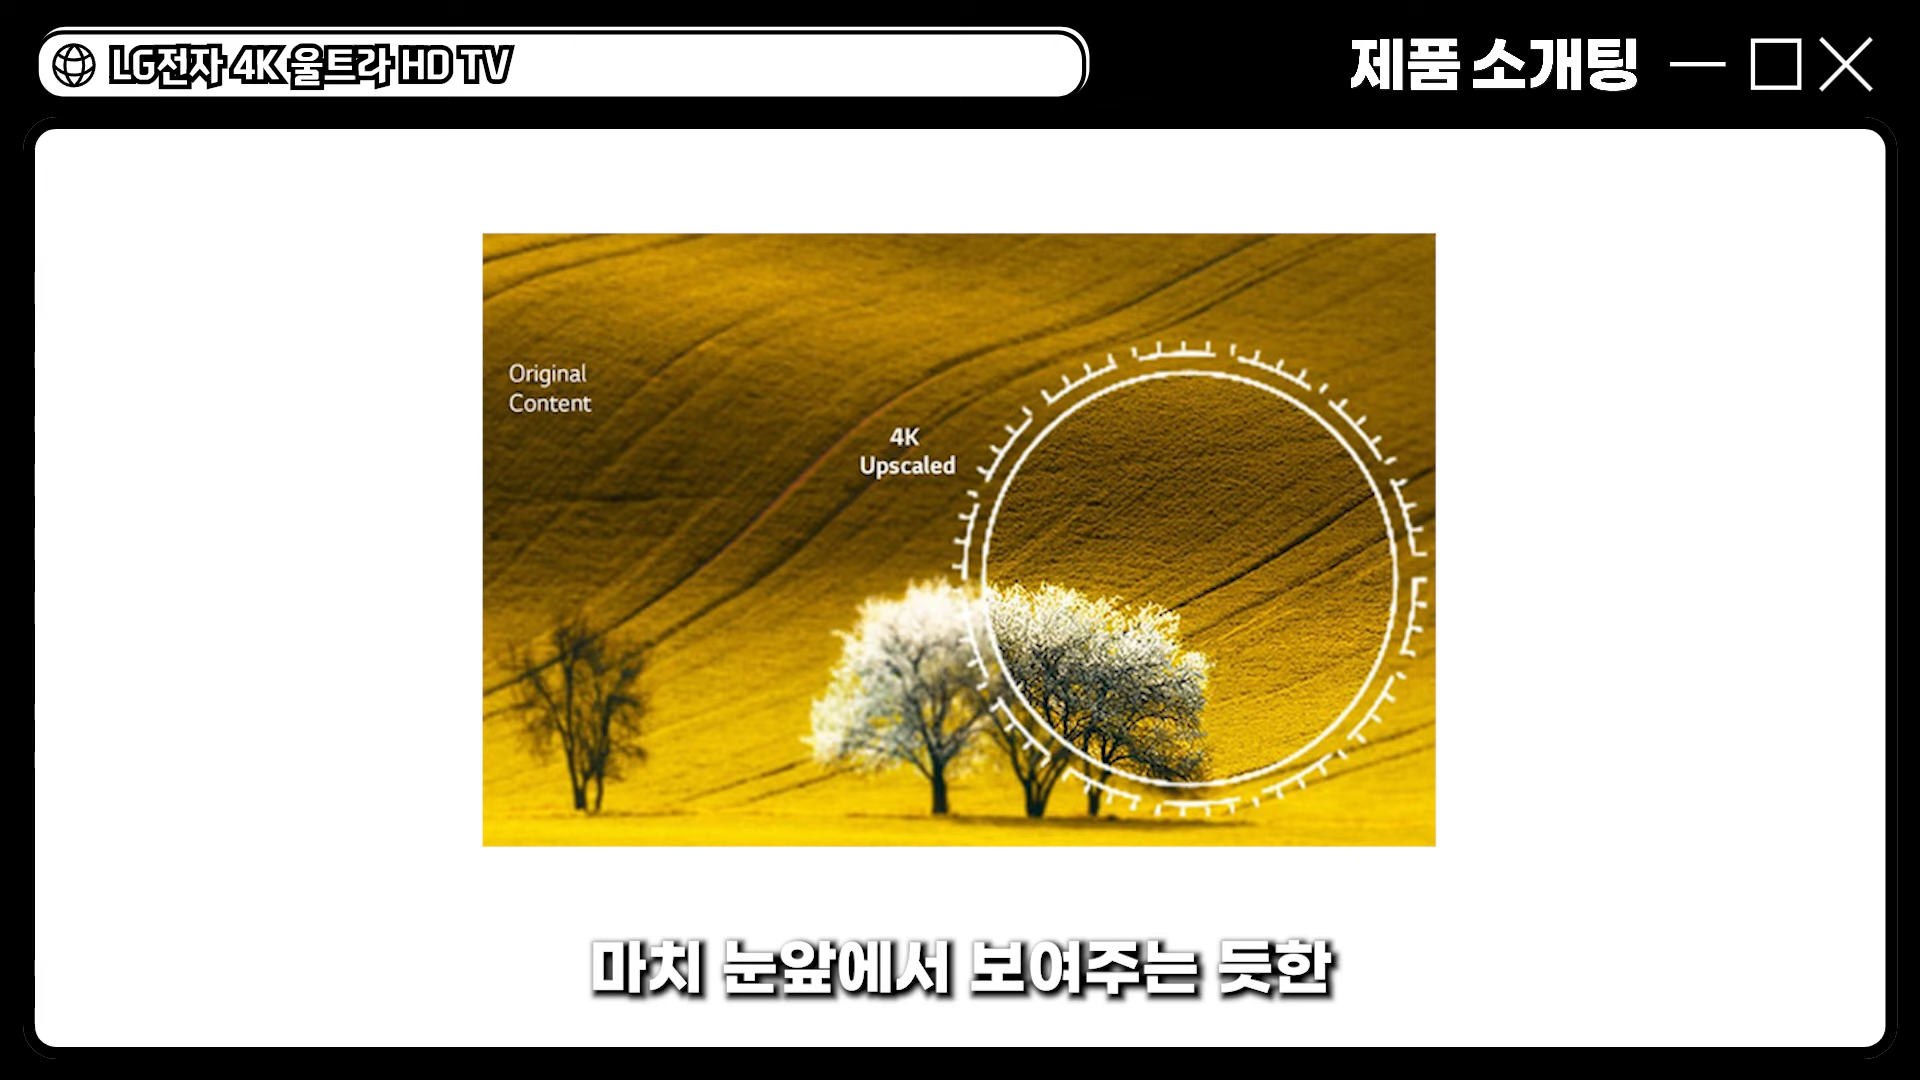 LG전자 4K 울트라 HD TV
제품 소개팅
Original
Content
4K
Upscaled
마치 눈앞에서 보여주는 듯한